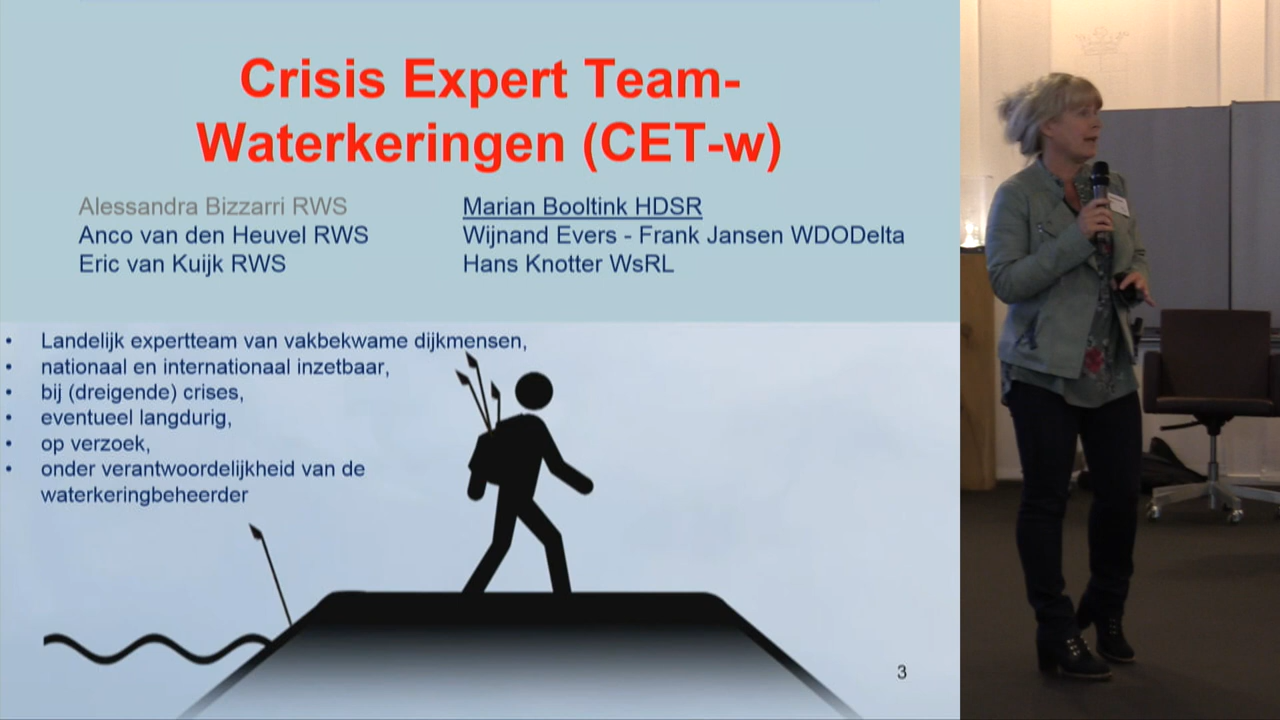 Crisis Expert Team-
Waterkeringen (CET-w)
Alessandra Bizzarri RWS
Anco van den Heuvel RWS
Eric van Kuijk RWS
Marian Booltink HDSR
Wijnand Evers - Frank Jansen WDODelta
Hans Knotter WsRL
• Landelijk expertteam van vakbekwame dijkmensen,
• nationaal en internationaal inzetbaar,
• bij (dreigende) crises,
• eventueel langdurig,
• op verzoek,
• onder verantwoordelijkheid van de
waterkeringbeheerder
3